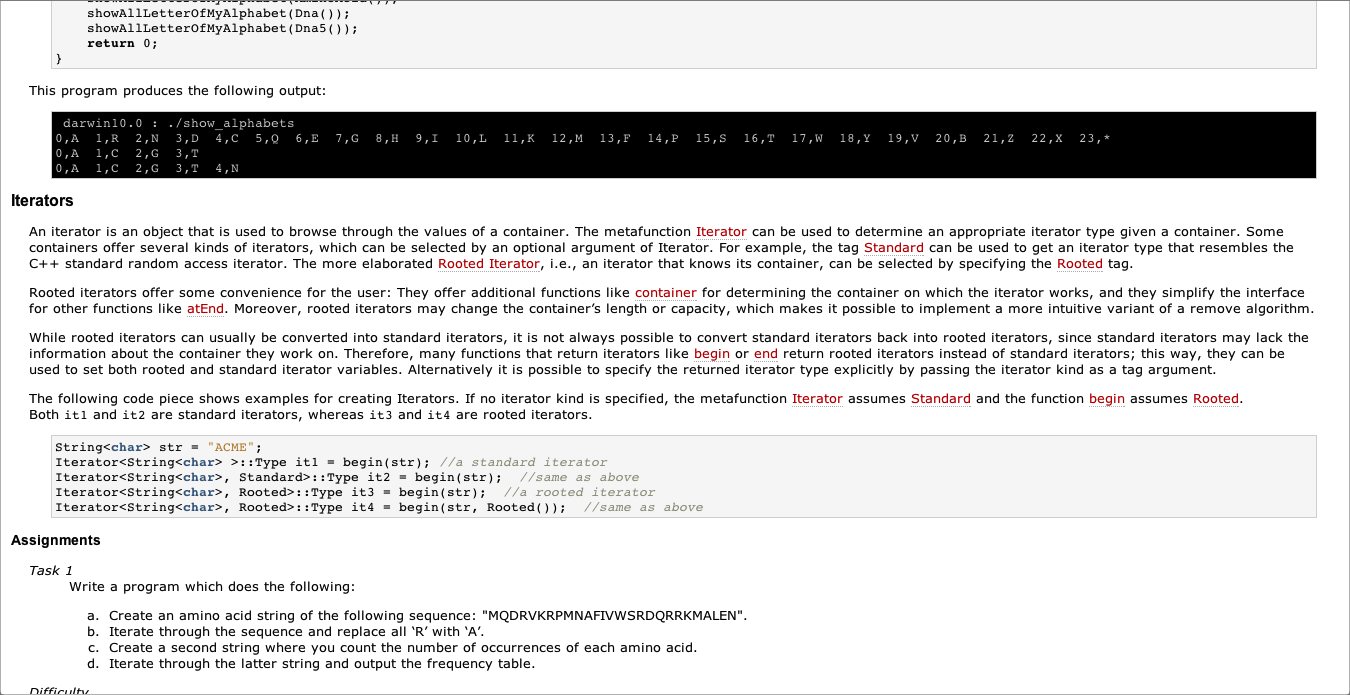 showAllLetterOfMyAlphabet(AminoAcid());
showAllLetterOfMyAlphabet(Dna());
showAllLetterOfMyAlphabet(Dna5());
return 0;
}
This program produces the following output:
darwin10.0 : ./show_alphabets
0,A 1,R 2,N 3,D 4,C 5,Q 6,E 7,G 8,H 9,I 10,L 11,K 12,M 13,F 14,P 15,S 16,T 17,W 18,Y 19,V 20,B 21,Z 22,X 23,*
0,A 1,C 2,G 3,T
0,A 1,C 2,G 3,T 4,N
Iterators
An iterator is an object that is used to browse through the values of a container. The metafunction Iterator can be used to determine an appropriate iterator type given a container. Some
containers offer several kinds of iterators, which can be selected by an optional argument of Iterator. For example, the tag Standard can be used to get an iterator type that resembles the
C++ standard random access iterator. The more elaborated Rooted Iterator, i.e., an iterator that knows its container, can be selected by specifying the Rooted tag.
Rooted iterators offer some convenience for the user: They offer additional functions like container for determining the container on which the iterator works, and they simplify the interface
for other functions like atEnd. Moreover, rooted iterators may change the container’s length or capacity, which makes it possible to implement a more intuitive variant of a remove algorithm.
While rooted iterators can usually be converted into standard iterators, it is not always possible to convert standard iterators back into rooted iterators, since standard iterators may lack the
information about the container they work on. Therefore, many functions that return iterators like begin or end return rooted iterators instead of standard iterators; this way, they can be
used to set both rooted and standard iterator variables. Alternatively it is possible to specify the returned iterator type explicitly by passing the iterator kind as a tag argument.
The following code piece shows examples for creating Iterators. If no iterator kind is specified, the metafunction Iterator assumes Standard and the function begin assumes Rooted.
Both it1 and it2 are standard iterators, whereas it3 and it4 are rooted iterators.
String<char> str = "ACME";
Iterator<String<char> >::Type it1 = begin(str); //a standard iterator
Iterator<String<char>, Standard>::Type it2 = begin(str); //same as above
Iterator<String<char>, Rooted>::Type it3 = begin(str); //a rooted iterator
Iterator<String<char>, Rooted>::Type it4 = begin(str, Rooted()); //same as above
Assignments
Task 1
Write a program which does the following:
a. Create an amino acid string of the following sequence: "MQDRVKRPMNAFIVWSRDQRRKMALEN".
b. Iterate through the sequence and replace all ‘R’ with ‘A’.
c. Create a second string where you count the number of occurrences of each amino acid.
d. Iterate through the latter string and output the frequency table.
Difficulty